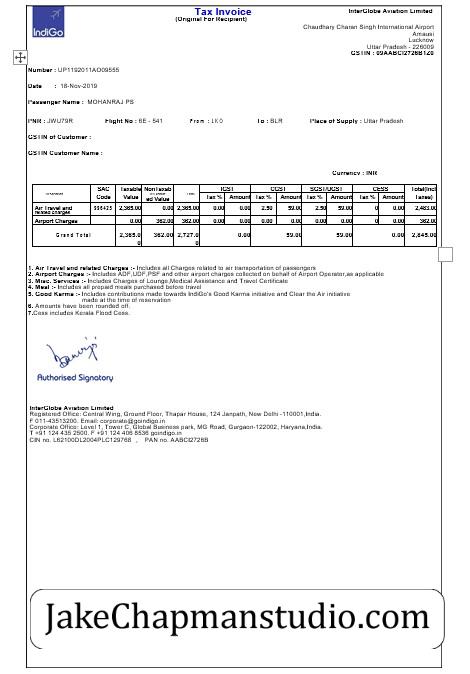 IndiGo
Tax Invoice
(Original For Recipient)
InterGlobe Aviation Limited
Chaudhary Charan Singh International Airport
Amausi
Lucknow
Uttar Pradesh - 226009
GSTIN : 09AABCI2726B1Z0
Number : UP1192011AO09555
Date : 18-Nov-2019
Passenger Name : MOHANRAJ PS
PNR : JWU79R Flight No : 6E - 541 From : LKO To : BLR Place of Supply : Uttar Pradesh
GSTIN of Customer :
GSTIN Customer Name :
Currency : INR
SAC Code Taxable Value NonTaxable ed Value IGST CGST SGST/UGST CESS Total(Incl Taxes)
Tax % Amount Tax % Amount Tax % Amount Tax % Amount
Air Travel and related charges 996425 2,365.00 0.00 2,365.00 0.00 0.00 2.50 59.00 2.50 59.00 0 0.00 2,483.00
Airport Charges 0.00 362.00 362.00 0.00 0.00 0.00 0.00 0.00 0.00 0 0.00 362.00
Grand Total 2,365.00 362.00 2,727.00 0.00 59.00 59.00 0.00 2,845.00
1. Air Travel and related Charges :- Includes all Charges related to air transportation of passengers
2. Airport Charges :- Includes ADF,UDF,PSF and other airport charges collected on behalf of Airport Operator,as applicable
3. Misc. Services :- Includes Charges of Lounge,Medical Assistance and Travel Certificate
4. Meal :- Includes all prepaid meals purchased before travel
5. Good Karma :- Includes contributions made towards IndiGo's Good Karma initiative and Clear the Air initiative
made at the time of reservation
6. Amounts have been rounded off.
7.Cess includes Kerala Flood Cess.
Authorised Signatory
InterGlobe Aviation Limited
Registered Office: Central Wing, Ground Floor, Thapar House, 124 Janpath, New Delhi -110001,India.
F 011-43513200. Email: corporate@goindigo.in
Corporate Office: Level 1, Tower C, Global Business park, MG Road, Gurgaon-122002, Haryana,India.
T +91 124 435 2500. F +91 124 406 8536 goindigo.in
CIN no. L62100DL2004PLC129768 , PAN no. AABCI2726B
JakeChapmanstudio.com